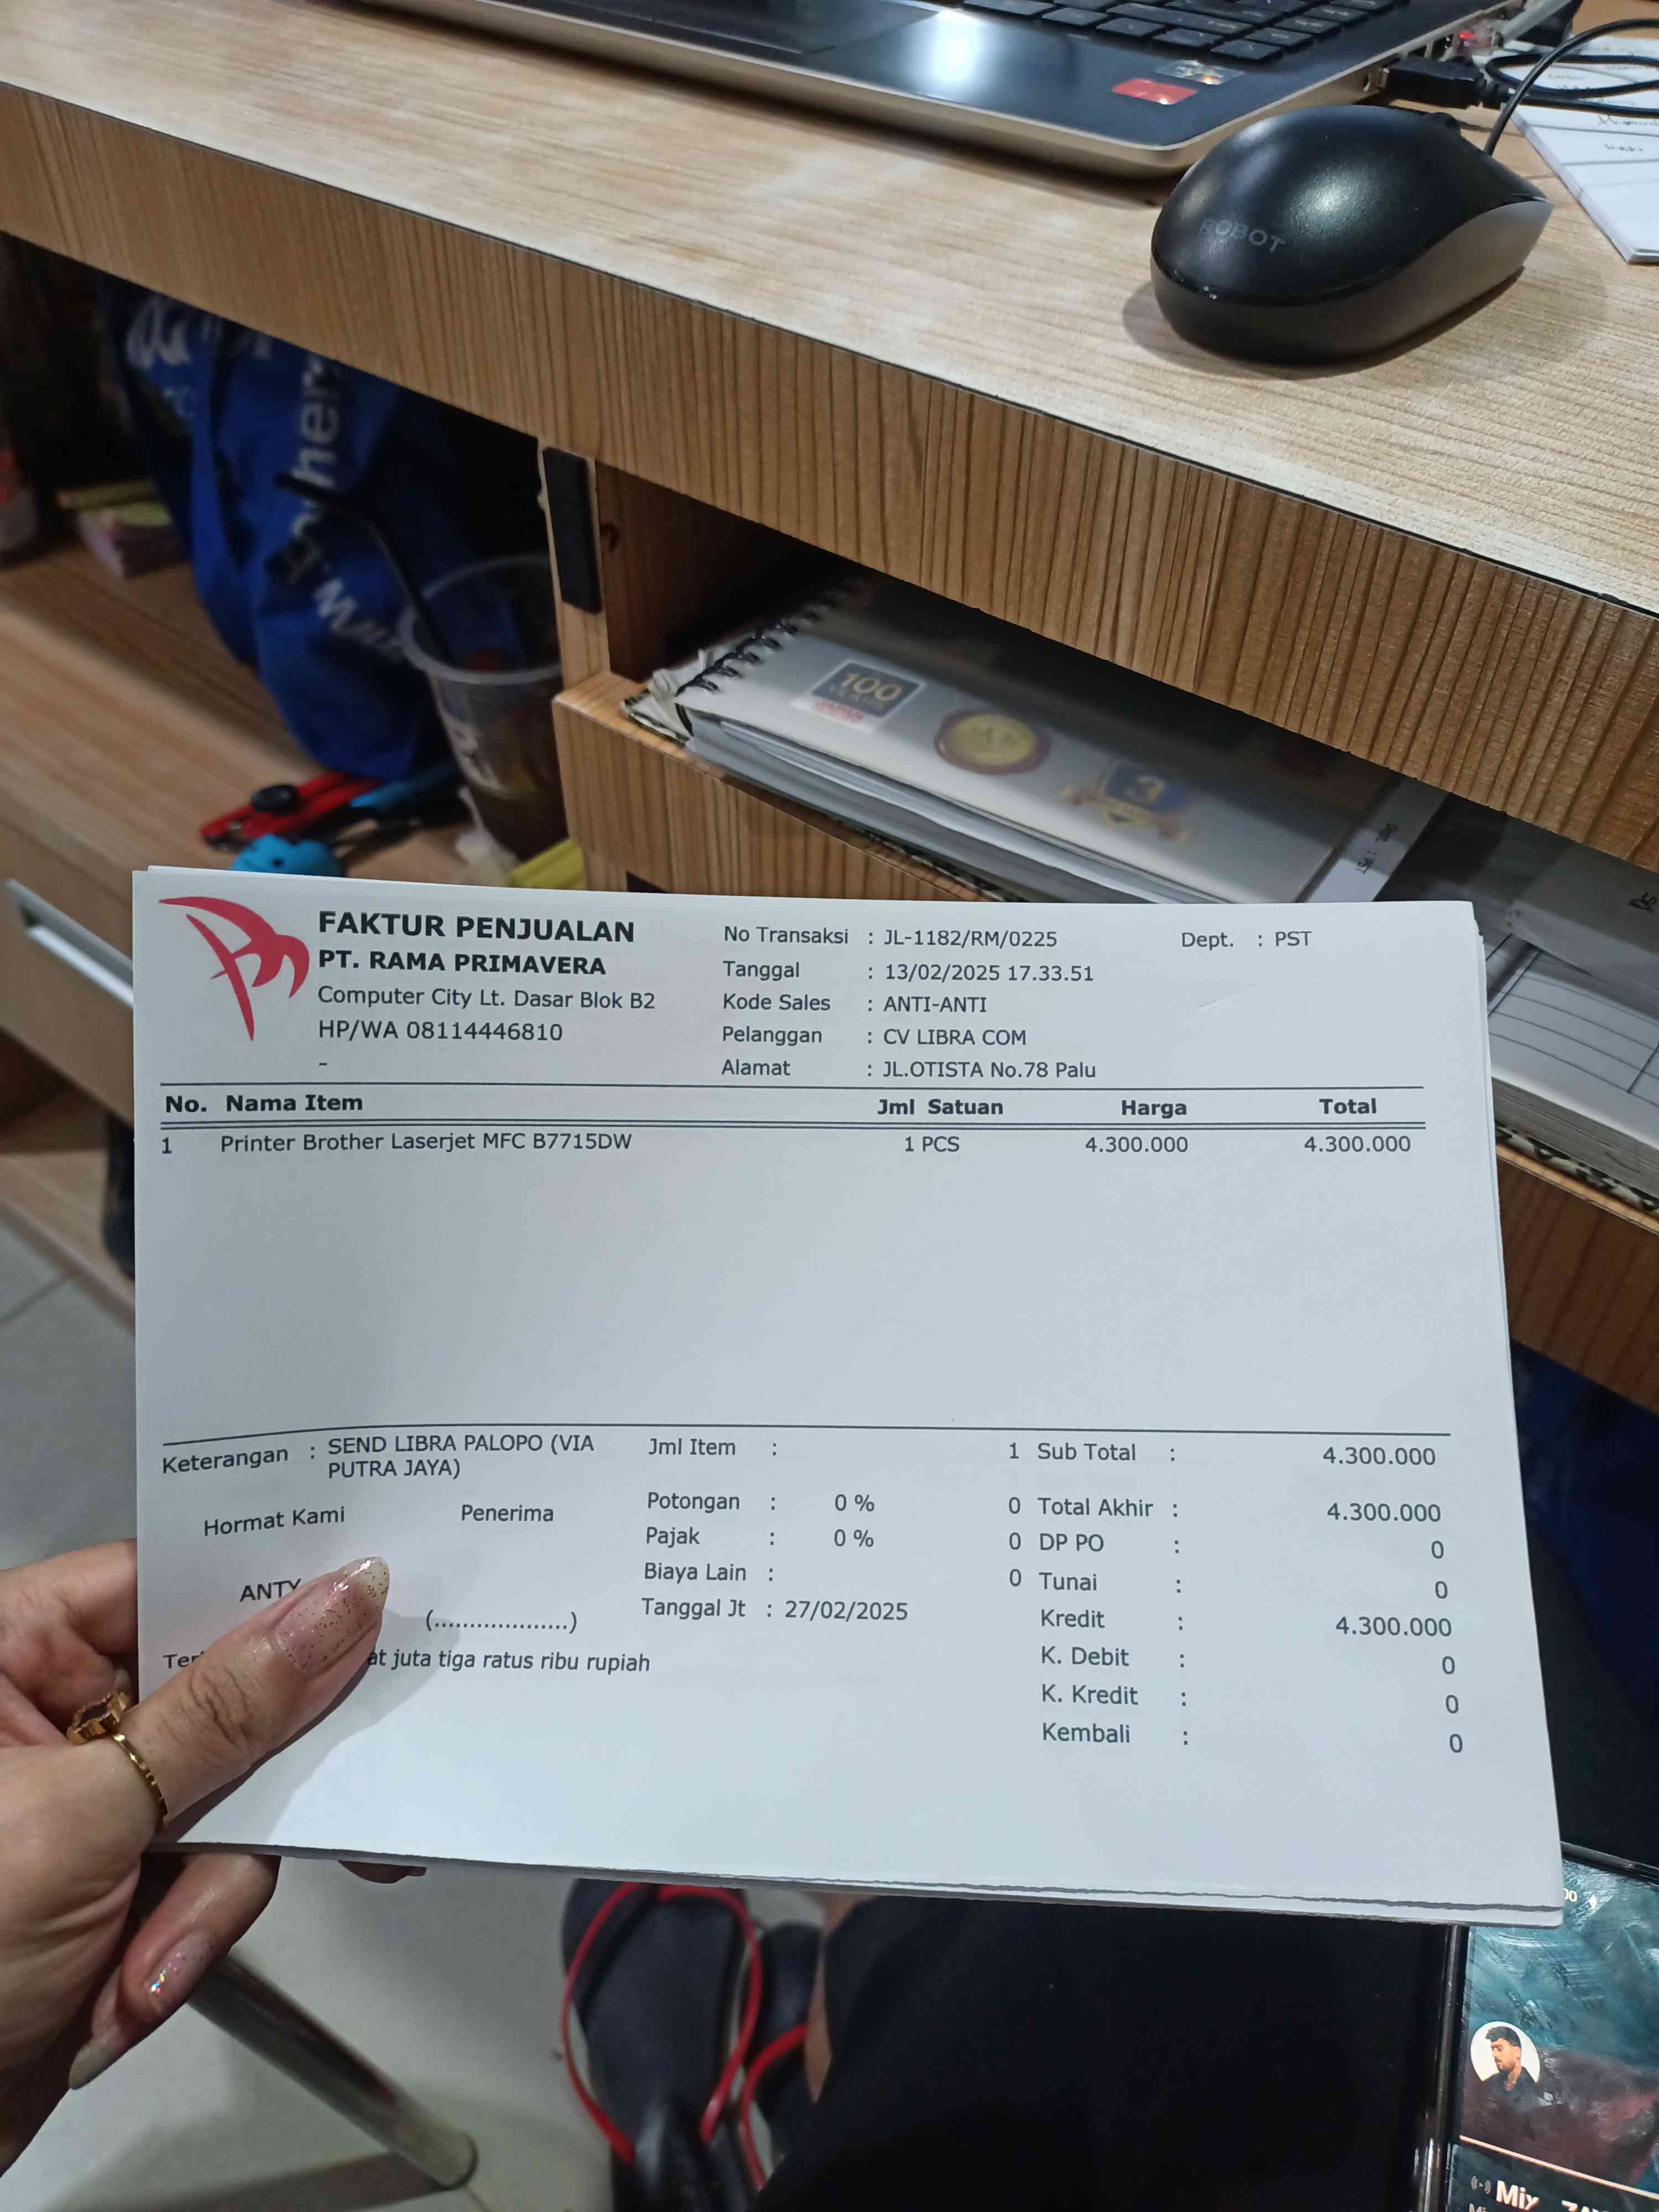 ROBOT
100
3
FAKTUR PENJUALAN
PT. RAMA PRIMAVERA
Computer City Lt. Dasar Blok B2
HP/WA 08114446810
-
No Transaksi : JL-1182/RM/0225
Dept. : PST
Tanggal : 13/02/2025 17.33.51
Kode Sales : ANTI-ANTI
Pelanggan : CV LIBRA COM
Alamat : JL.OTISTA No.78 Palu
No. Nama Item Jml Satuan Harga Total
1 Printer Brother Laserjet MFC B7715DW 1 PCS 4.300.000 4.300.000
Keterangan : SEND LIBRA PALOPO (VIA
PUTRA JAYA)
Hormat Kami Penerima
ANTY
(...................)
at juta tiga ratus ribu rupiah
Jml Item : 1
Potongan : 0 % 0
Pajak : 0 % 0
Biaya Lain : 0
Tanggal Jt : 27/02/2025
Sub Total : 4.300.000
Total Akhir : 4.300.000
DP PO : 0
Tunai : 0
Kredit : 4.300.000
K. Debit : 0
K. Kredit : 0
Kembali : 0
Miy